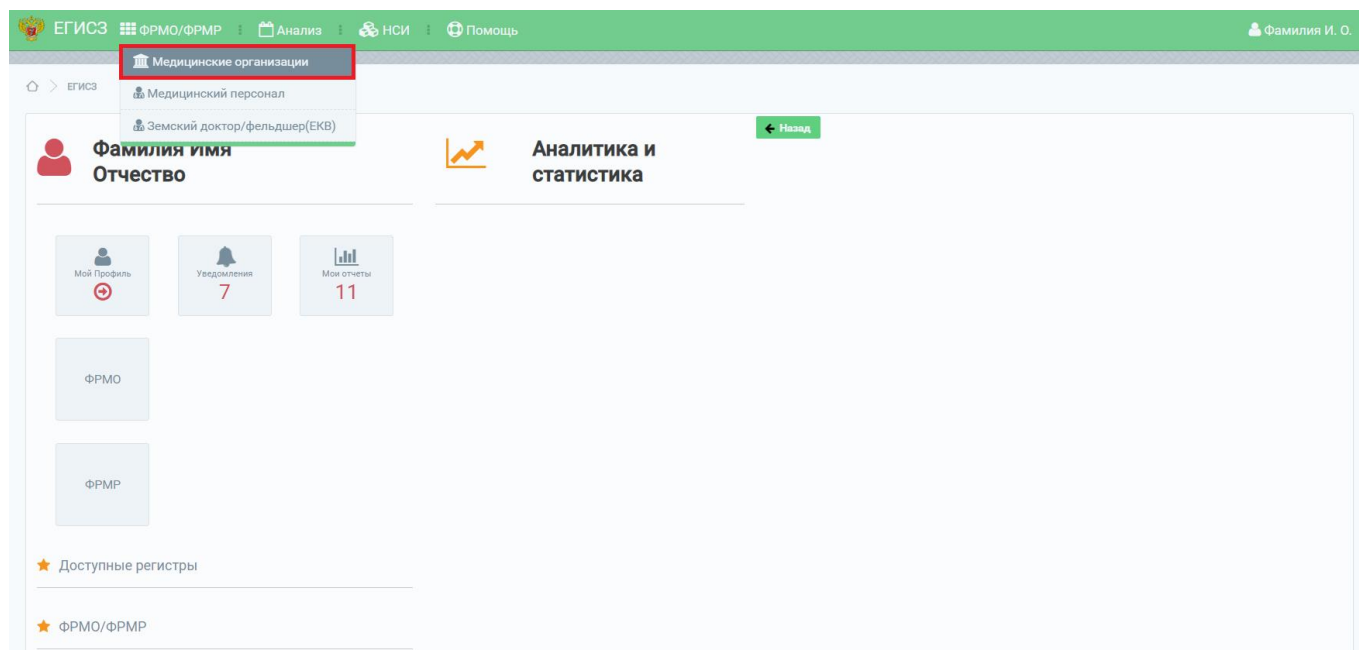 ЕГИСЗ ФРМО/ФРМР Анализ НСИ Помощь Фамилия И. О.
Медицинские организации
ЕГИСЗ
Медицинский персонал
Земский доктор/фельдшер(ЕКВ)
Назад
Фамилия Имя
Отчество
Аналитика и
статистика
Мой Профиль
Уведомления
7
Мои отчеты
11
ФРМО
ФРМР
Доступные регистры
ФРМО/ФРМР